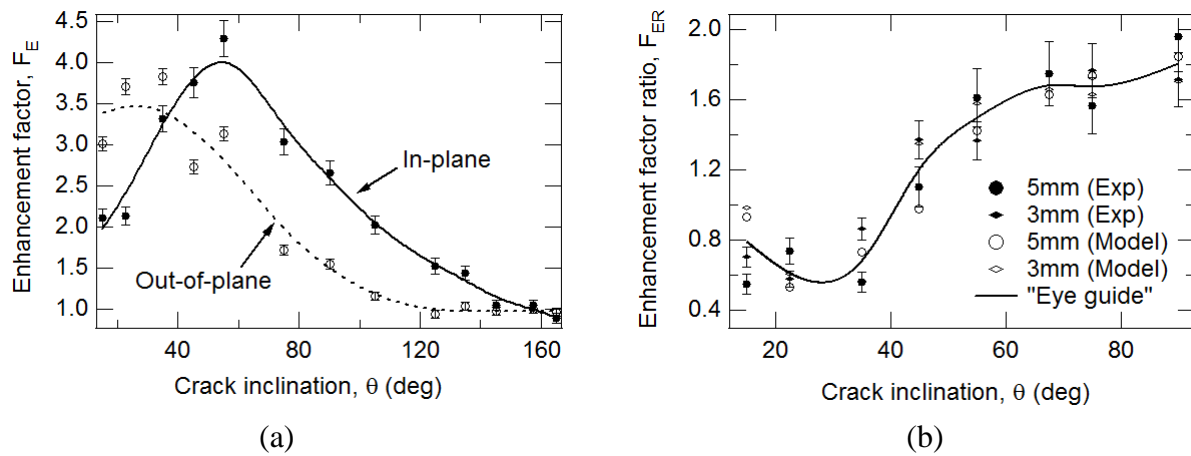 4.5
4.0
3.5
3.0
2.5
2.0
1.5
1.0
Enhancement factor, F_E
In-plane
Out-of-plane
40
80
120
160
Crack inclination, θ (deg)
(a)
2.0
1.6
1.2
0.8
0.4
Enhancement factor ratio, F_ER
5mm (Exp)
3mm (Exp)
5mm (Model)
3mm (Model)
"Eye guide"
20
40
60
80
Crack inclination, θ (deg)
(b)